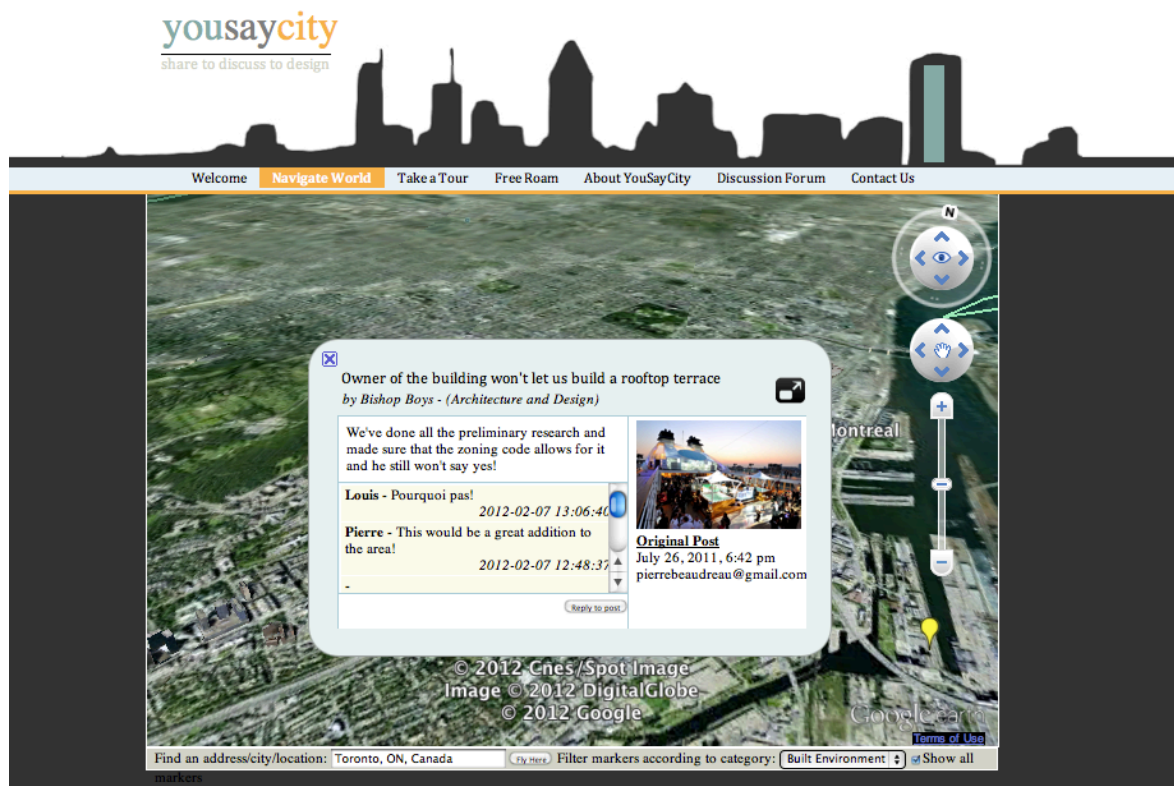 yousaycity
share to discuss to design
Welcome Navigate World Take a Tour Free Roam About YouSayCity Discussion Forum Contact Us
N
Owner of the building won't let us build a rooftop terrace
by Bishop Boys - (Architecture and Design)
We've done all the preliminary research and
made sure that the zoning code allows for it
and he still won't say yes!
Louis - Pourquoi pas!
2012-02-07 13:06:40
Pierre - This would be a great addition to
the area!
2012-02-07 12:48:37
-
Reply to post
Original Post
July 26, 2011, 6:42 pm
pierrebeaudreau@gmail.com
Montreal
© 2012 Cnes/Spot Image
Image © 2012 DigitalGlobe
© 2012 Google
Google earth
Terms of Use
Find an address/city/location: Toronto, ON, Canada Fly Here Filter markers according to category: Built Environment Show all
markers